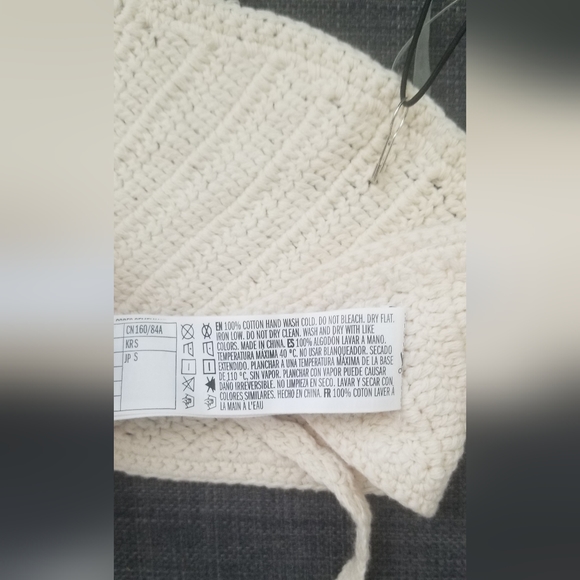 CN 160/84A
KR S
JP S
EN 100% COTTON HAND WASH COLD. DO NOT BLEACH, DRY FLAT.
IRON LOW. DO NOT DRY CLEAN. WASH AND DRY WITH LIKE
COLORS. MADE IN CHINA. ES 100% ALGODÓN LAVAR A MANO.
TEMPERATURA MÁXIMA 40 °C. NO USAR BLANQUEADOR. SECADO
EXTENDIDO. PLANCHAR A UNA TEMPERATURA MÁXIMA DE LA BASE
DE 110 °C, SIN VAPOR. PLANCHAR CON VAPOR PUEDE CAUSAR
DAÑO IRREVERSIBLE. NO LIMPIEZA EN SECO. LAVAR Y SECAR CON
COLORES SIMILARES. HECHO EN CHINA. FR 100% COTON LAVER À
LA MAIN À L'EAU